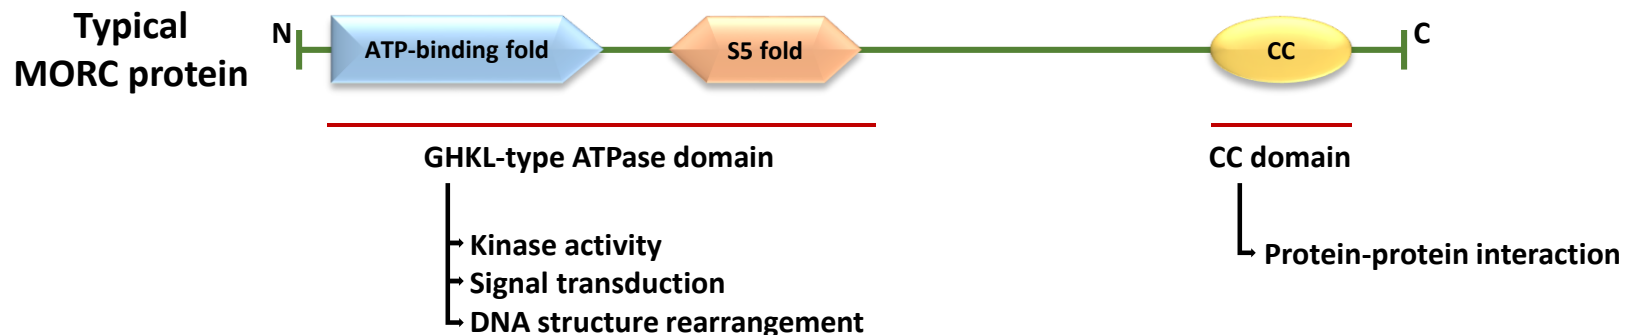 Typical
MORC protein
N
ATP-binding fold
S5 fold
CC
C
GHKL-type ATPase domain
CC domain
Kinase activity
Signal transduction
DNA structure rearrangement
Protein-protein interaction